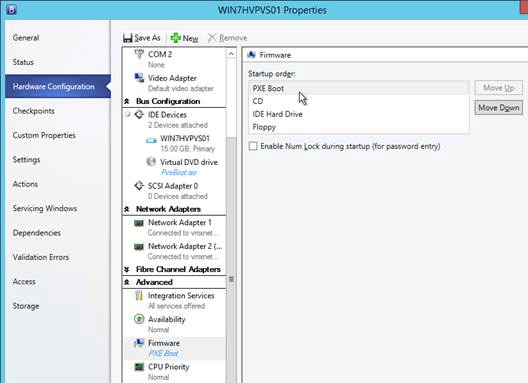 WIN7HVPVS01 Properties
General
Status
Hardware Configuration
Checkpoints
Custom Properties
Settings
Actions
Servicing Windows
Dependencies
Validation Errors
Access
Storage
Save As New Remove
COM 2
None
Video Adapter
Default video adapter
Bus Configuration
IDE Devices
2 Devices attached
WIN7HVPVS01
15.00 GB, Primary
Virtual DVD drive
PvsBoot.iso
SCSI Adapter 0
0 Devices attached
Network Adapters
Network Adapter 1
Connected to vmxnet...
Network Adapter 2 (...
Connected to vmxnet...
Fibre Channel Adapters
Advanced
Integration Services
All services offered
Availability
Normal
Firmware
PXE Boot
CPU Priority
Normal
Firmware
Startup order:
PXE Boot
CD
IDE Hard Drive
Floppy
Move Up
Move Down
Enable Num Lock during startup (for password entry)